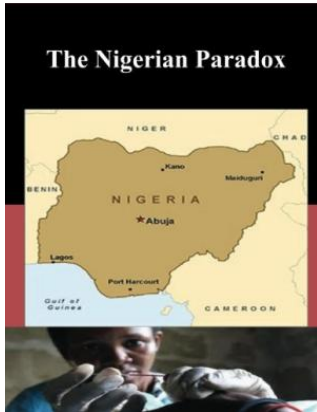 The Nigerian Paradox
NIGER
CHAD
Kano
Maiduguri
BENIN
NIGERIA
Abuja
Lagos
Port Harcourt
Gulf of
Guinea
CAMEROON